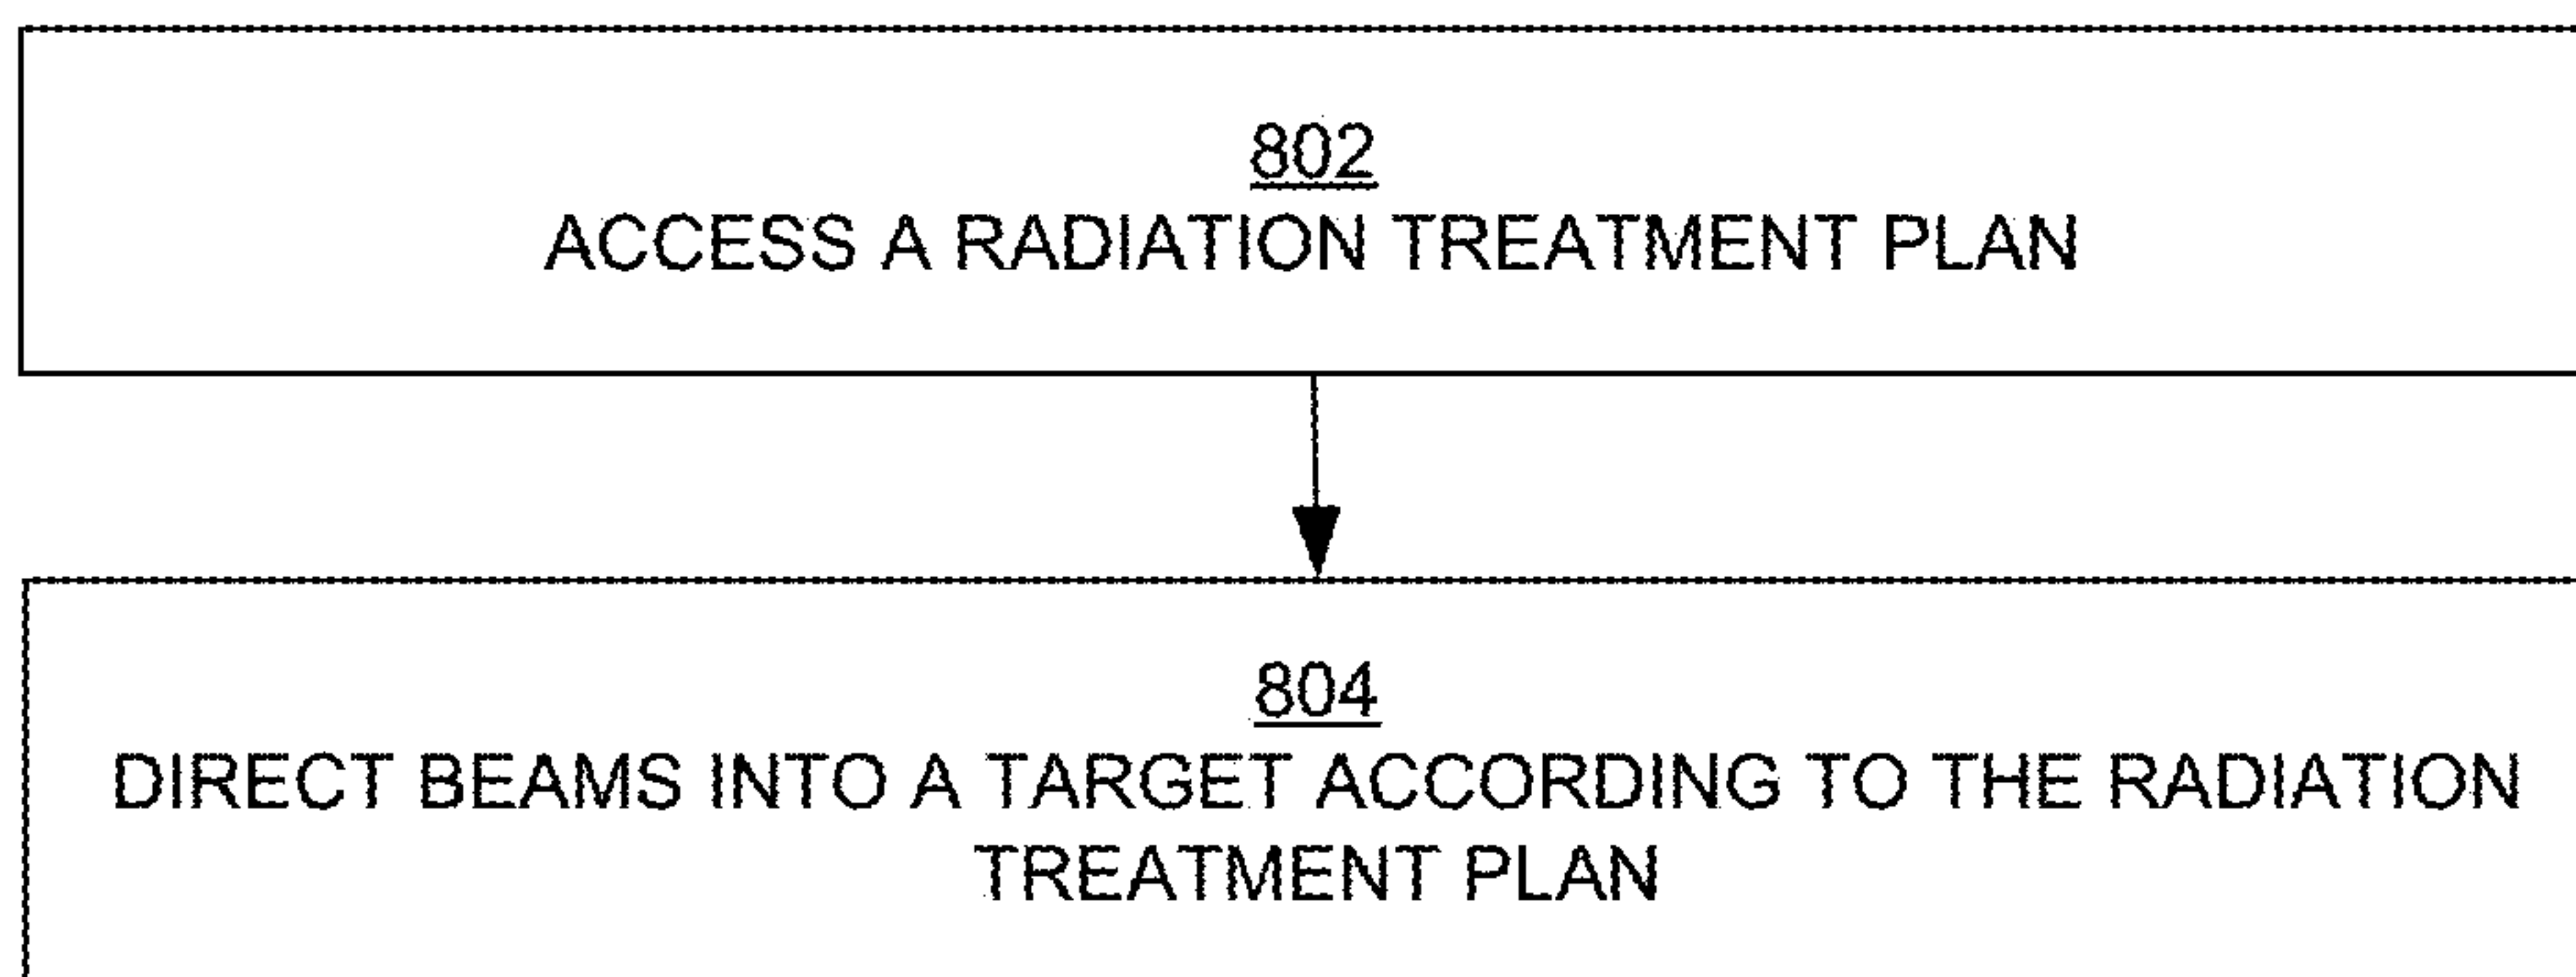 802
ACCESS A RADIATION TREATMENT PLAN
804
DIRECT BEAMS INTO A TARGET ACCORDING TO THE RADIATION
TREATMENT PLAN